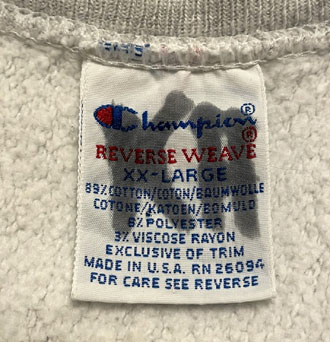 Champion®
REVERSE WEAVE®
XX-LARGE
89% COTTON/COTON/BAUMWOLLE
COTONE/KATOEN/BOMULD
8% POLYESTER
3% VISCOSE RAYON
EXCLUSIVE OF TRIM
MADE IN U.S.A. RN 26094
FOR CARE SEE REVERSE